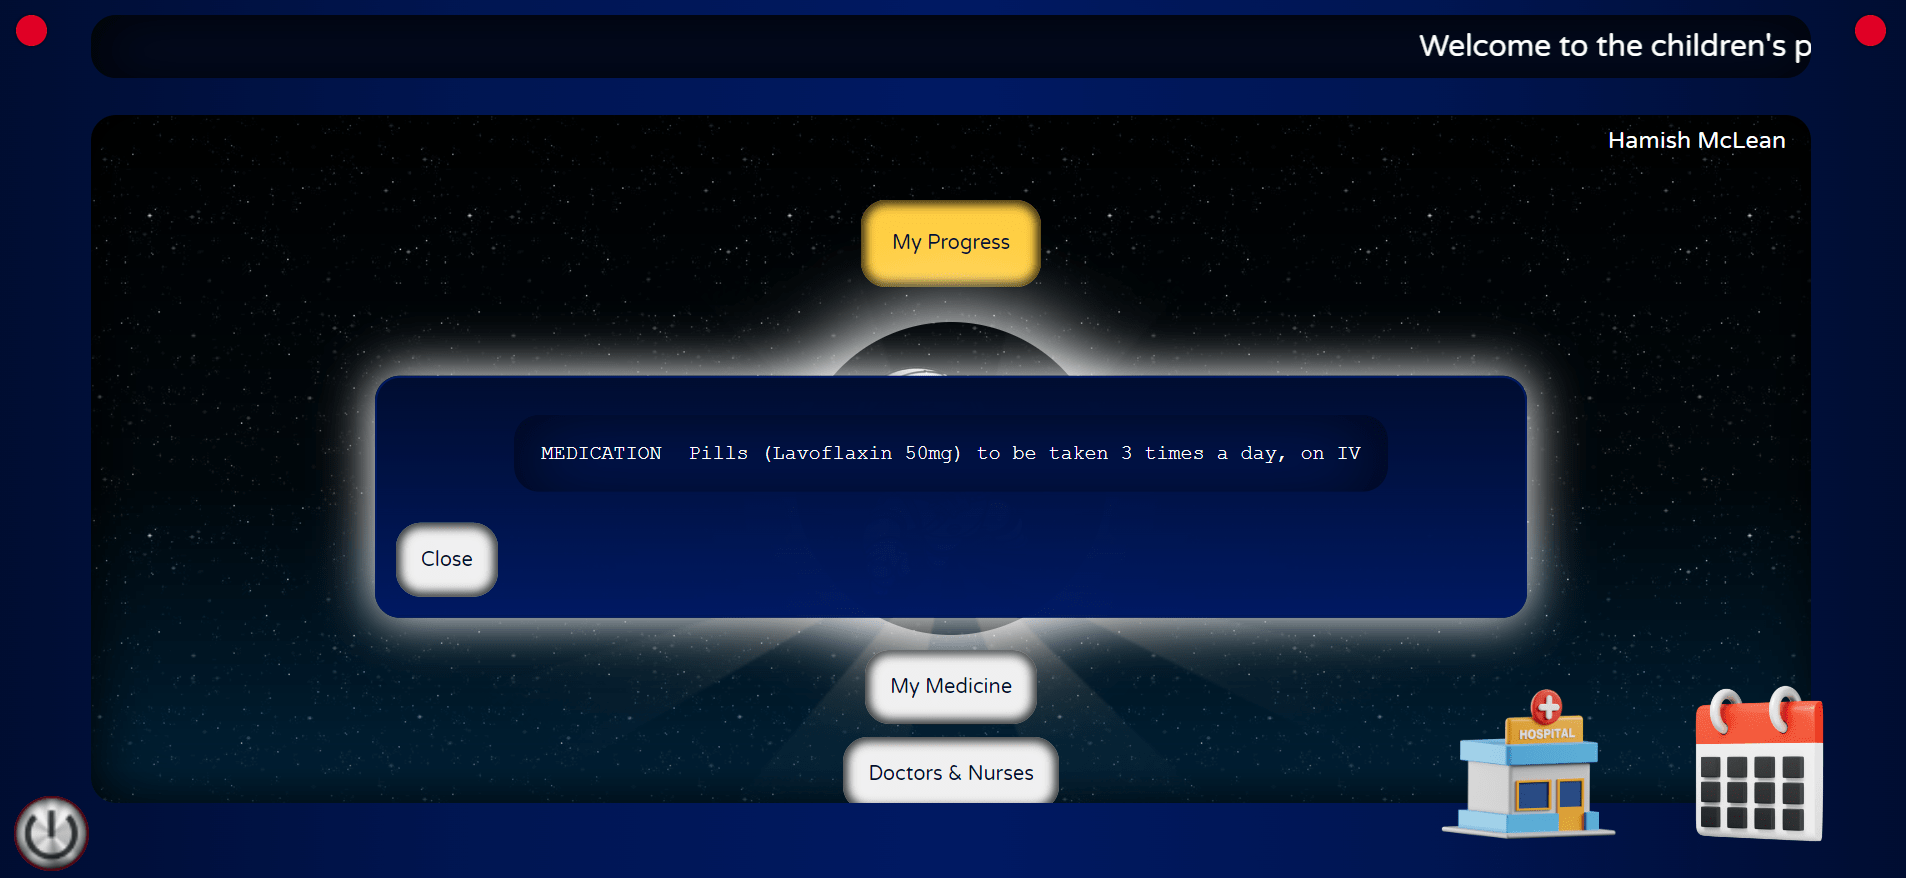 Welcome to the children's p
Hamish McLean
My Progress
MEDICATION Pills (Lavoflaxin 50mg) to be taken 3 times a day, on IV
Close
My Medicine
HOSPITAL
Doctors & Nurses